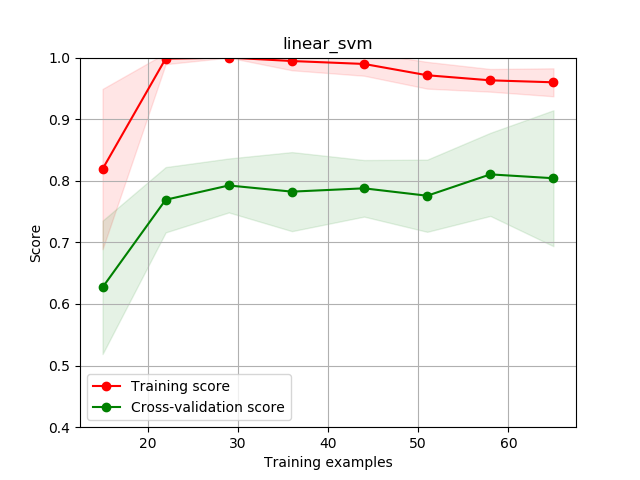 linear_svm
1.0
0.9
0.8
0.7
0.6
0.5
0.4
Score
Training score
Cross-validation score
20 30 40 50 60
Training examples